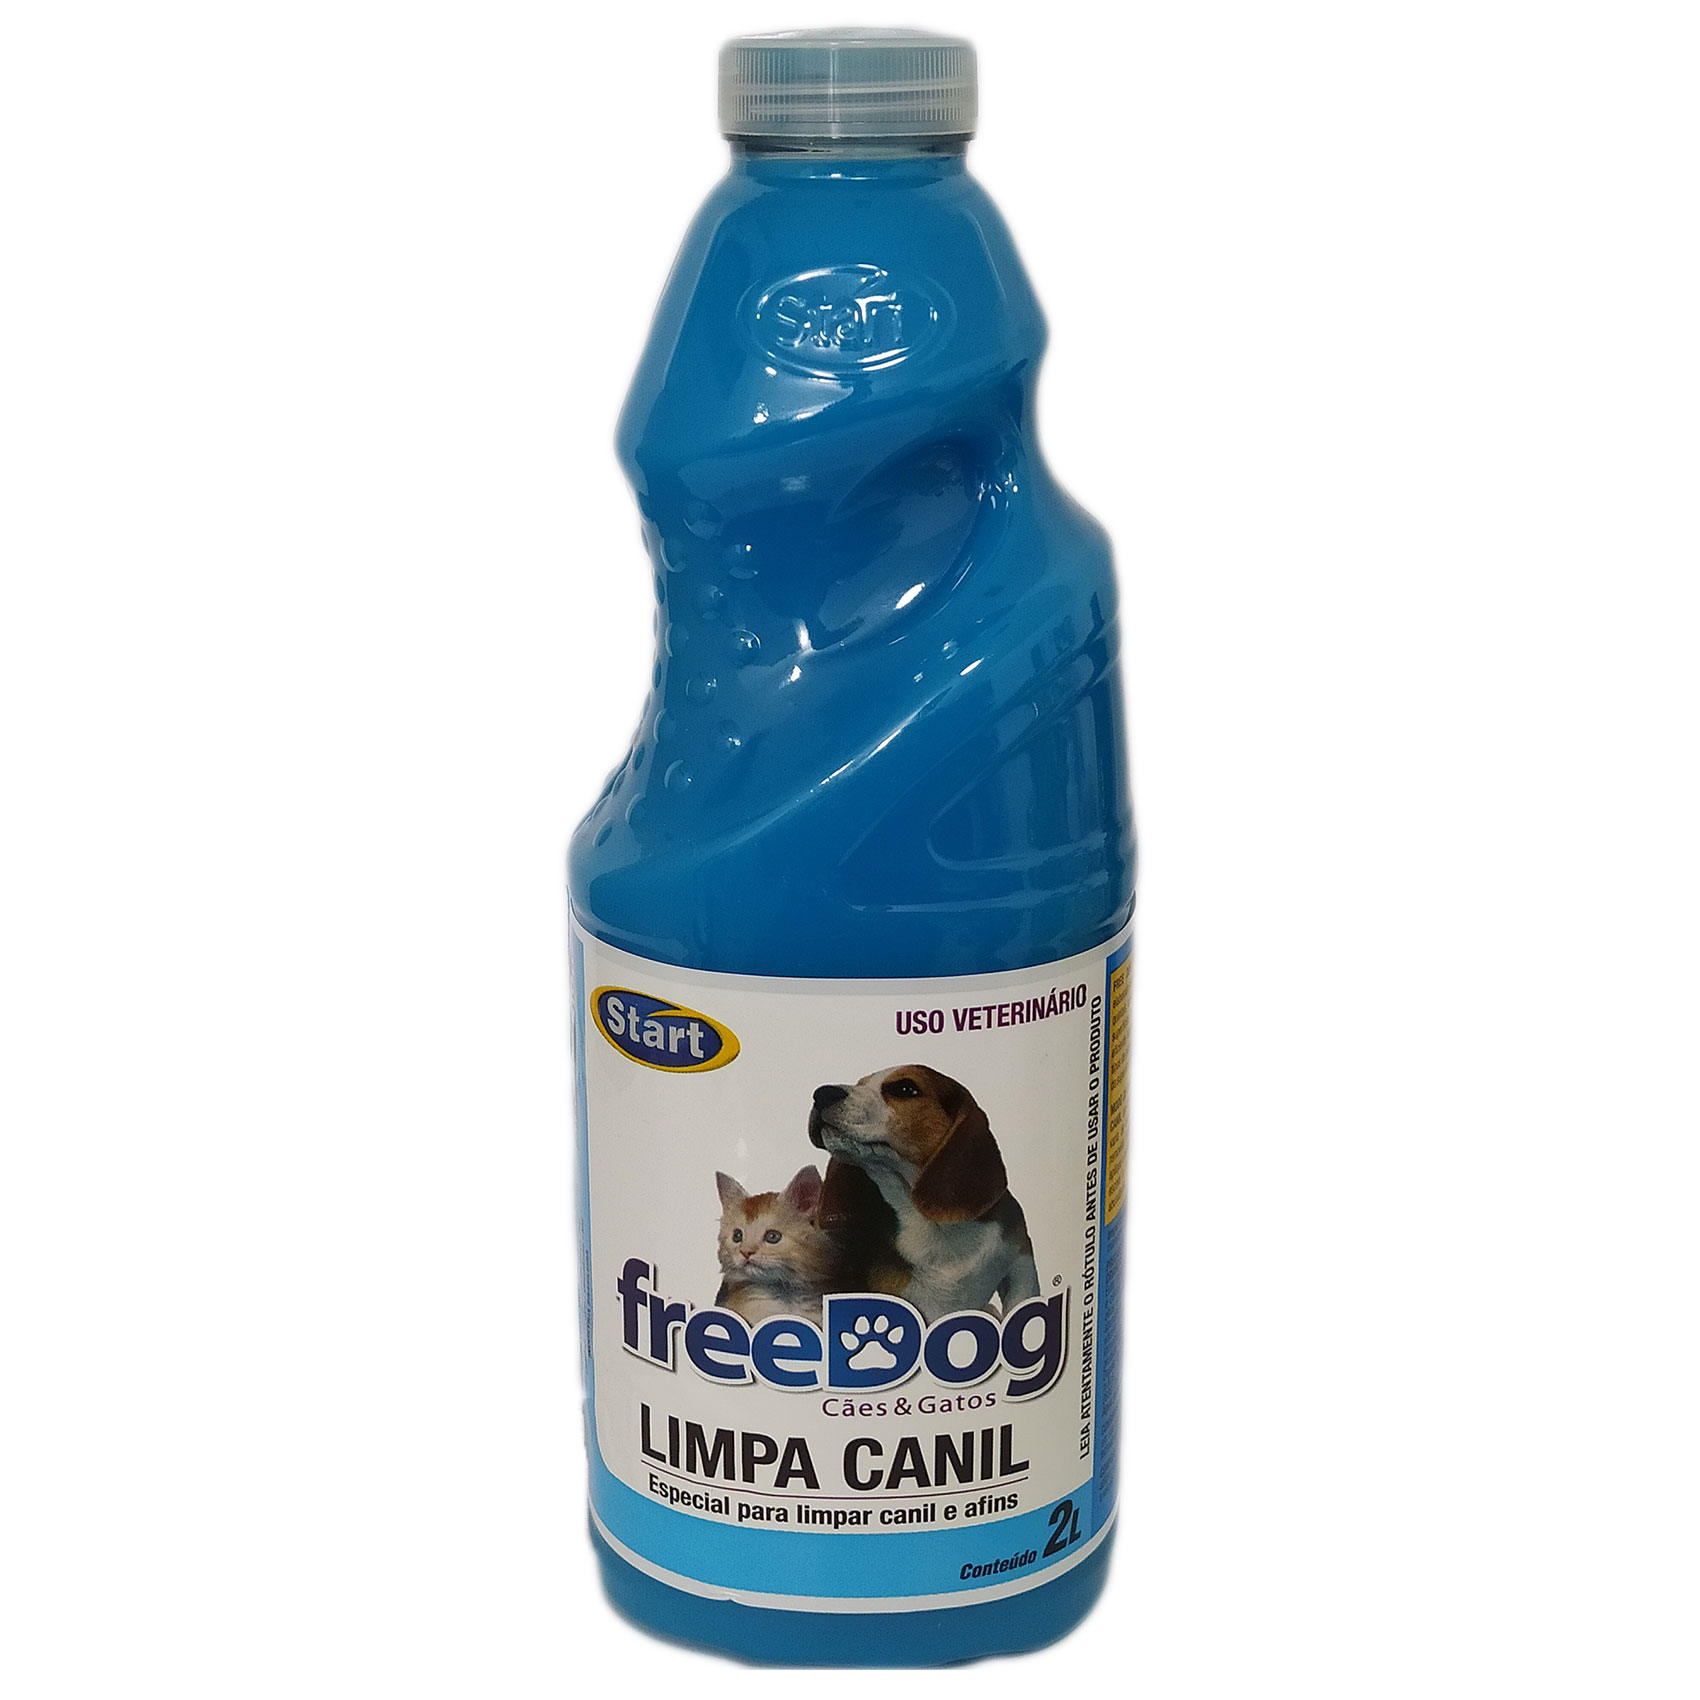 Start
Start
USO VETERINÁRIO
freeDog®
Cães & Gatos
LIMPA CANIL
Especial para limpar canil e afins
Conteúdo 2L
LEIA ATENTAMENTE O RÓTULO ANTES DE USAR O PRODUTO